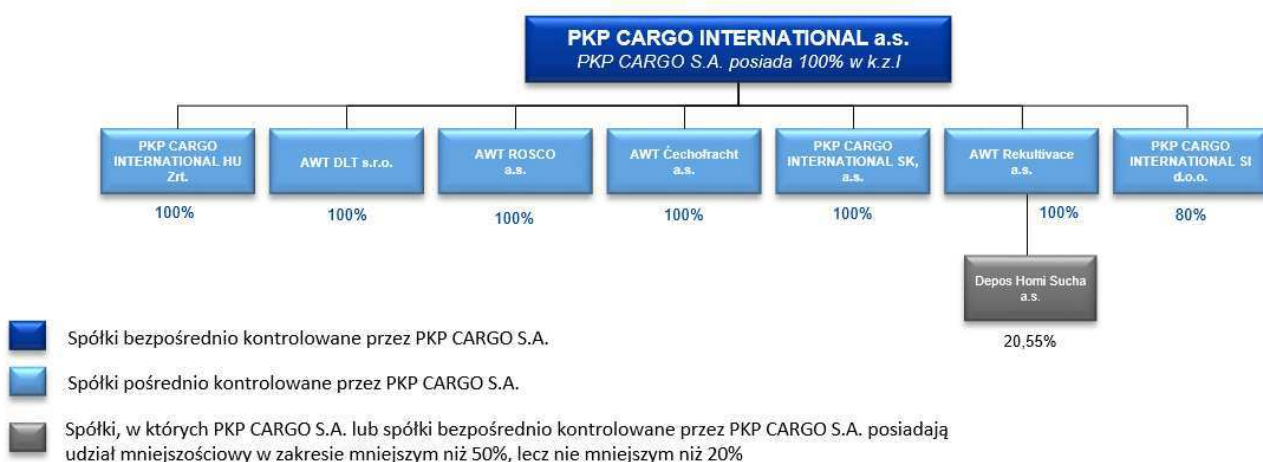 PKP CARGO INTERNATIONAL a.s.
PKP CARGO S.A. posiada 100% w k.z.I
PKP CARGO
INTERNATIONAL HU
Zrt.
100%
AWT DLT s.r.o.
100%
AWT ROSCO
a.s.
100%
AWT Ćechofracht
a.s.
100%
PKP CARGO
INTERNATIONAL SK,
a.s.
100%
AWT Rekultivace
a.s.
100%
PKP CARGO
INTERNATIONAL SI
d.o.o.
80%
Depos Horni Sucha
a.s.
20,55%
Spółki bezpośrednio kontrolowane przez PKP CARGO S.A.
Spółki pośrednio kontrolowane przez PKP CARGO S.A.
Spółki, w których PKP CARGO S.A. lub spółki bezpośrednio kontrolowane przez PKP CARGO S.A. posiadają
udział mniejszościowy w zakresie mniejszym niż 50%, lecz nie mniejszym niż 20%